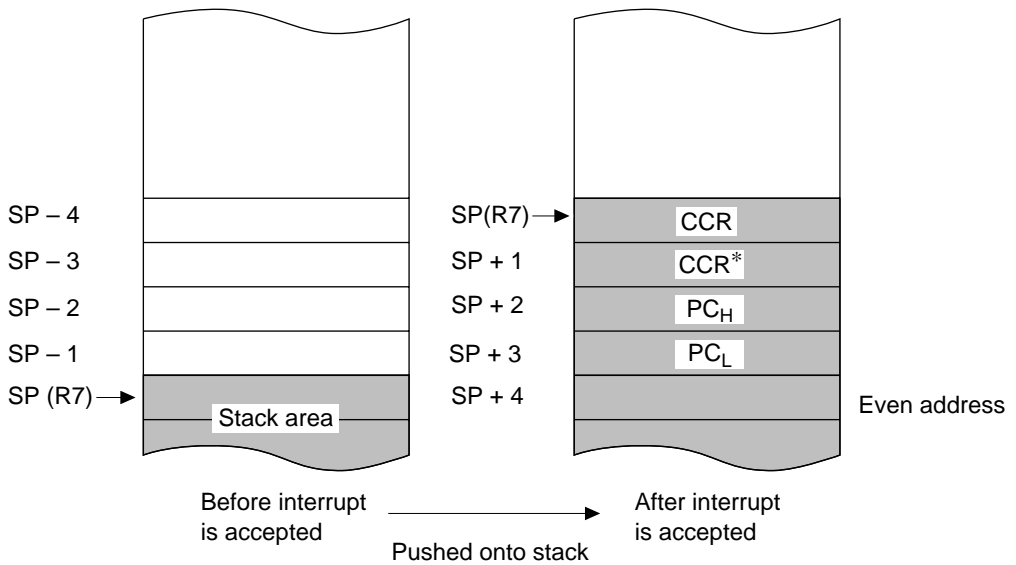 SP – 4
SP – 3
SP – 2
SP – 1
SP (R7)
Stack area
SP(R7)
SP + 1
SP + 2
SP + 3
SP + 4
CCR
CCR*
PCH
PCL
Even address
Before interrupt
is accepted
Pushed onto stack
After interrupt
is accepted